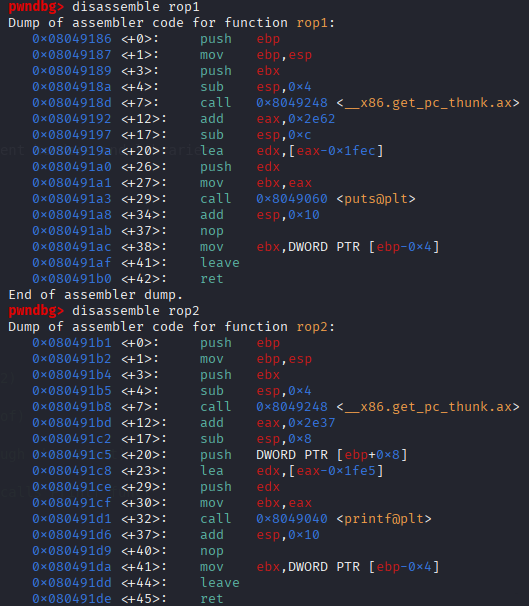 pwndbg> disassemble rop1
Dump of assembler code for function rop1:
0×08049186 <+0>: push ebp
0×08049187 <+1>: mov ebp,esp
0×08049189 <+3>: push ebx
0×0804918a <+4>: sub esp,0×4
0×0804918d <+7>: call 0×8049248 <__x86.get_pc_thunk.ax>
0×08049192 <+12>: add eax,0×2e62
0×08049197 <+17>: sub esp,0×c
0×0804919a <+20>: lea edx,[eax-0×1fec]
0×080491a0 <+26>: push edx
0×080491a1 <+27>: mov ebx,eax
0×080491a3 <+29>: call 0×8049060 <puts@plt>
0×080491a8 <+34>: add esp,0×10
0×080491ab <+37>: nop
0×080491ac <+38>: mov ebx,DWORD PTR [ebp-0×4]
0×080491af <+41>: leave
0×080491b0 <+42>: ret
End of assembler dump.
pwndbg> disassemble rop2
Dump of assembler code for function rop2:
0×080491b1 <+0>: push ebp
0×080491b2 <+1>: mov ebp,esp
0×080491b4 <+3>: push ebx
0×080491b5 <+4>: sub esp,0×4
0×080491b8 <+7>: call 0×8049248 <__x86.get_pc_thunk.ax>
0×080491bd <+12>: add eax,0×2e37
0×080491c2 <+17>: sub esp,0×8
0×080491c5 <+20>: push DWORD PTR [ebp+0×8]
0×080491c8 <+23>: lea edx,[eax-0×1fe5]
0×080491ce <+29>: push edx
0×080491cf <+30>: mov ebx,eax
0×080491d1 <+32>: call 0×8049040 <printf@plt>
0×080491d6 <+37>: add esp,0×10
0×080491d9 <+40>: nop
0×080491da <+41>: mov ebx,DWORD PTR [ebp-0×4]
0×080491dd <+44>: leave
0×080491de <+45>: ret